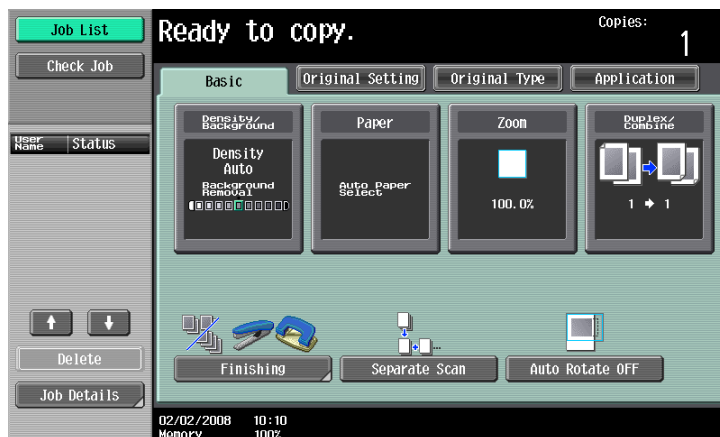 Job List
Check Job
User
Name
Status
Delete
Job Details
Ready to copy.
Copies:
1
Basic
Original Setting
Original Type
Application
Density/
Background
Density
Auto
Background
Removal
Paper
Auto Paper
Select
Zoom
100.0%
Duplex/
Combine
1 → 1
Finishing
Separate Scan
Auto Rotate OFF
02/02/2008 10:10
Memory 100%